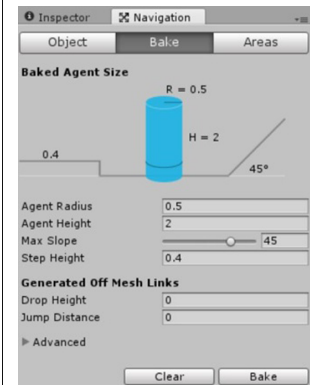 Inspector Navigation
Object Bake Areas
Baked Agent Size
R = 0.5
H = 2
0.4
45°
Agent Radius 0.5
Agent Height 2
Max Slope 45
Step Height 0.4
Generated Off Mesh Links
Drop Height 0
Jump Distance 0
Advanced
Clear Bake